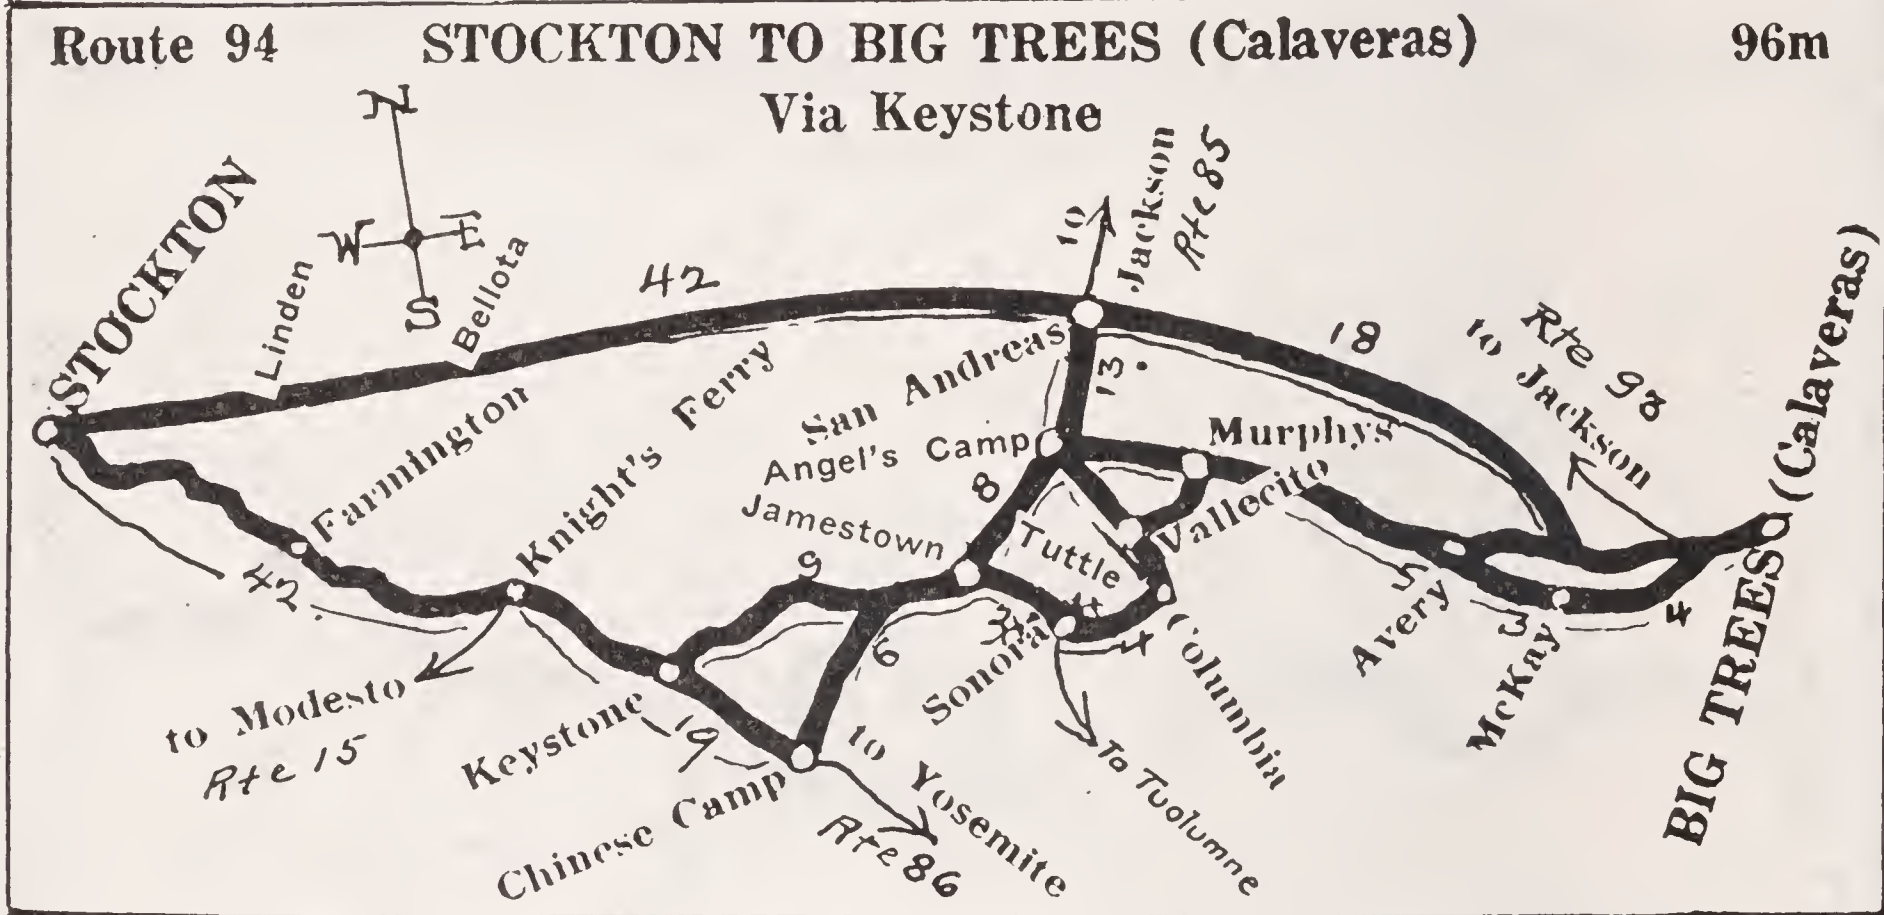 Route 94 STOCKTON TO BIG TREES (Calaveras) 96m
Via Keystone
N
W E
S
STOCKTON
Linden
Bellota
42
10
Jackson
Rte 85
18
Rte 98
to Jackson
San Andreas
13
Angel's Camp
Murphys
Vallecito
Jamestown
8
Tuttle
Farmington
Knight's Ferry
42
9
6
Sonora
4
Columbia
5
Avery
3
McKay
4
BIG TREES (Calaveras)
to Modesto
Rte 15
Keystone
19
Chinese Camp
to Yosemite
Rte 86
To Tuolumne